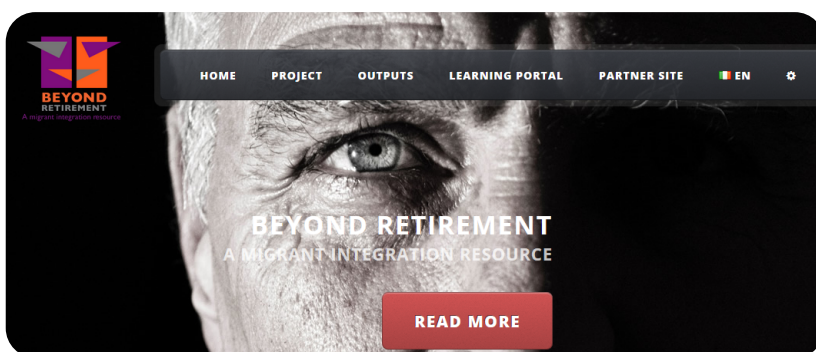 BEYOND
RETIREMENT
A migrant integration resource
HOME PROJECT OUTPUTS LEARNING PORTAL PARTNER SITE EN
BEYOND RETIREMENT
A MIGRANT INTEGRATION RESOURCE
READ MORE